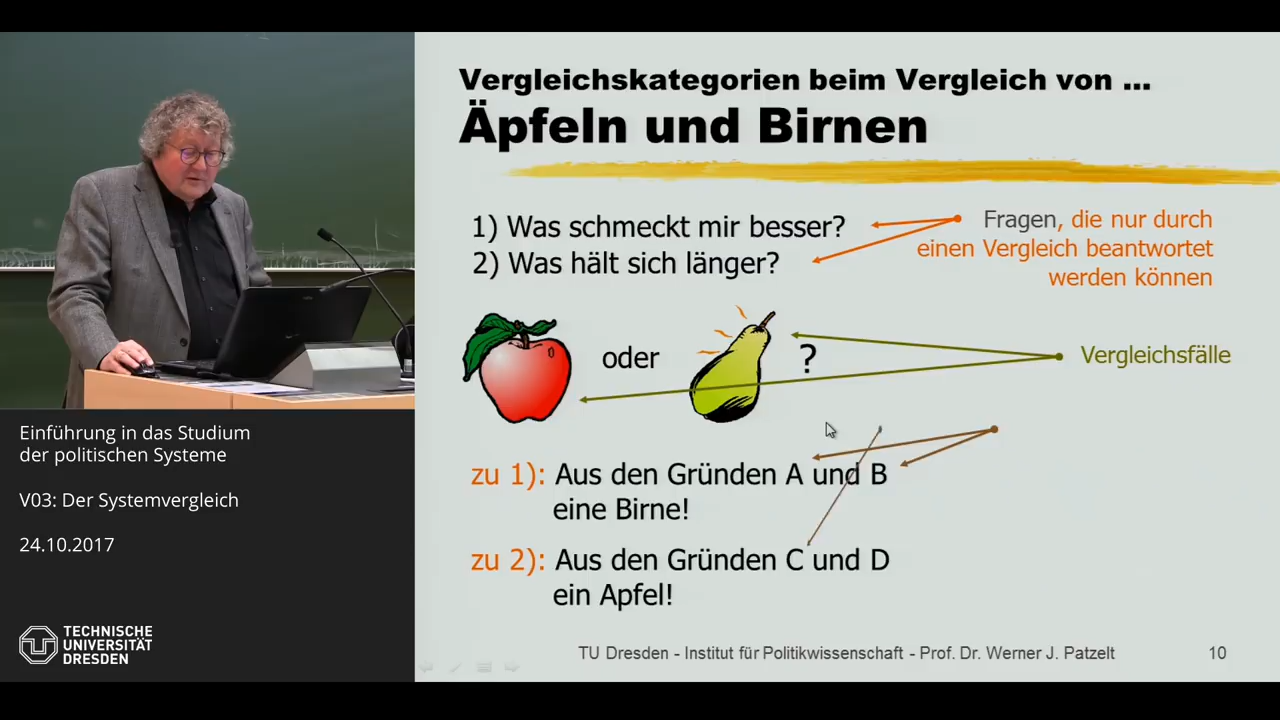 Vergleichskategorien beim Vergleich von ...
Äpfeln und Birnen
1) Was schmeckt mir besser?
2) Was hält sich länger?
Fragen, die nur durch
einen Vergleich beantwortet
werden können
oder
?
Vergleichsfälle
zu 1): Aus den Gründen A und B
eine Birne!
zu 2): Aus den Gründen C und D
ein Apfel!
TU Dresden - Institut für Politikwissenschaft - Prof. Dr. Werner J. Patzelt
10
Einführung in das Studium
der politischen Systeme
V03: Der Systemvergleich
24.10.2017
TECHNISCHE
UNIVERSITÄT
DRESDEN